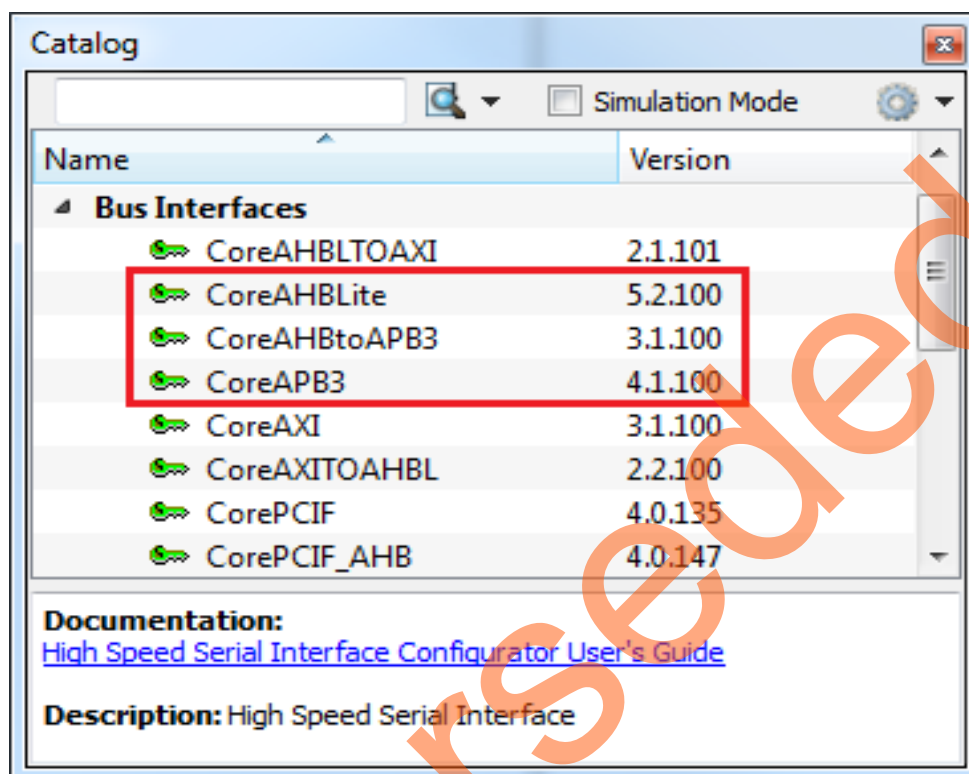 Catalog
Simulation Mode
Name Version
Bus Interfaces
CoreAHBLTOAXI 2.1.101
CoreAHBLite 5.2.100
CoreAHBtoAPB3 3.1.100
CoreAPB3 4.1.100
CoreAXI 3.1.100
CoreAXITOAHBL 2.2.100
CorePCIF 4.0.135
CorePCIF_AHB 4.0.147
Documentation:
High Speed Serial Interface Configurator User's Guide
Description: High Speed Serial Interface
rseded